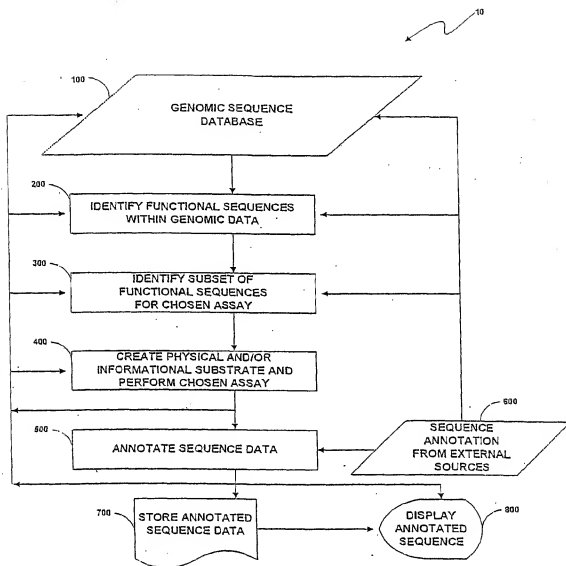 10
100
GENOMIC SEQUENCE
DATABASE
200
IDENTIFY FUNCTIONAL SEQUENCES
WITHIN GENOMIC DATA
300
IDENTIFY SUBSET OF
FUNCTIONAL SEQUENCES
FOR CHOSEN ASSAY
400
CREATE PHYSICAL AND/OR
INFORMATIONAL SUBSTRATE AND
PERFORM CHOSEN ASSAY
500
ANNOTATE SEQUENCE DATA
600
SEQUENCE
ANNOTATION
FROM EXTERNAL
SOURCES
700
STORE ANNOTATED
SEQUENCE DATA
800
DISPLAY
ANNOTATED
SEQUENCE